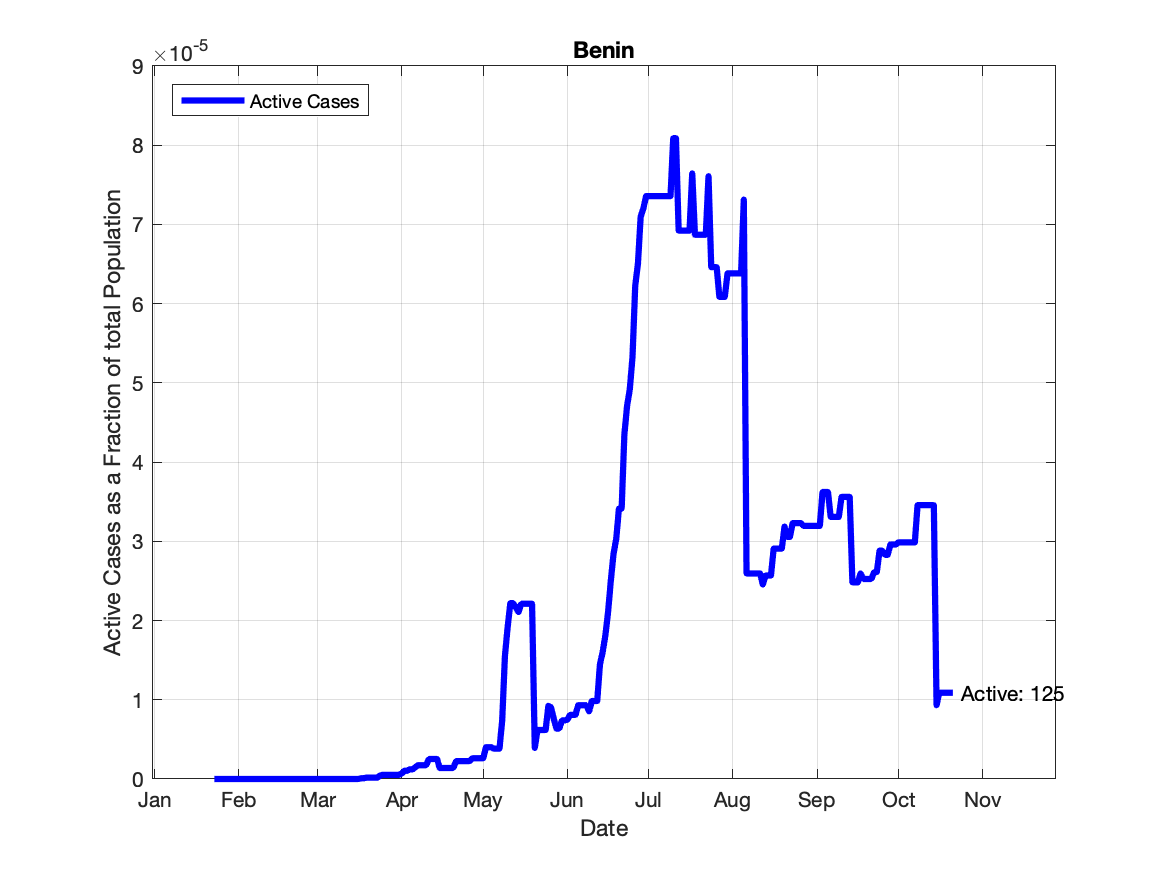 Benin
×10-5
Active Cases
9
8
7
6
5
4
3
2
1
0
Active Cases as a Fraction of total Population
Active: 125
Jan Feb Mar Apr May Jun Jul Aug Sep Oct Nov
Date